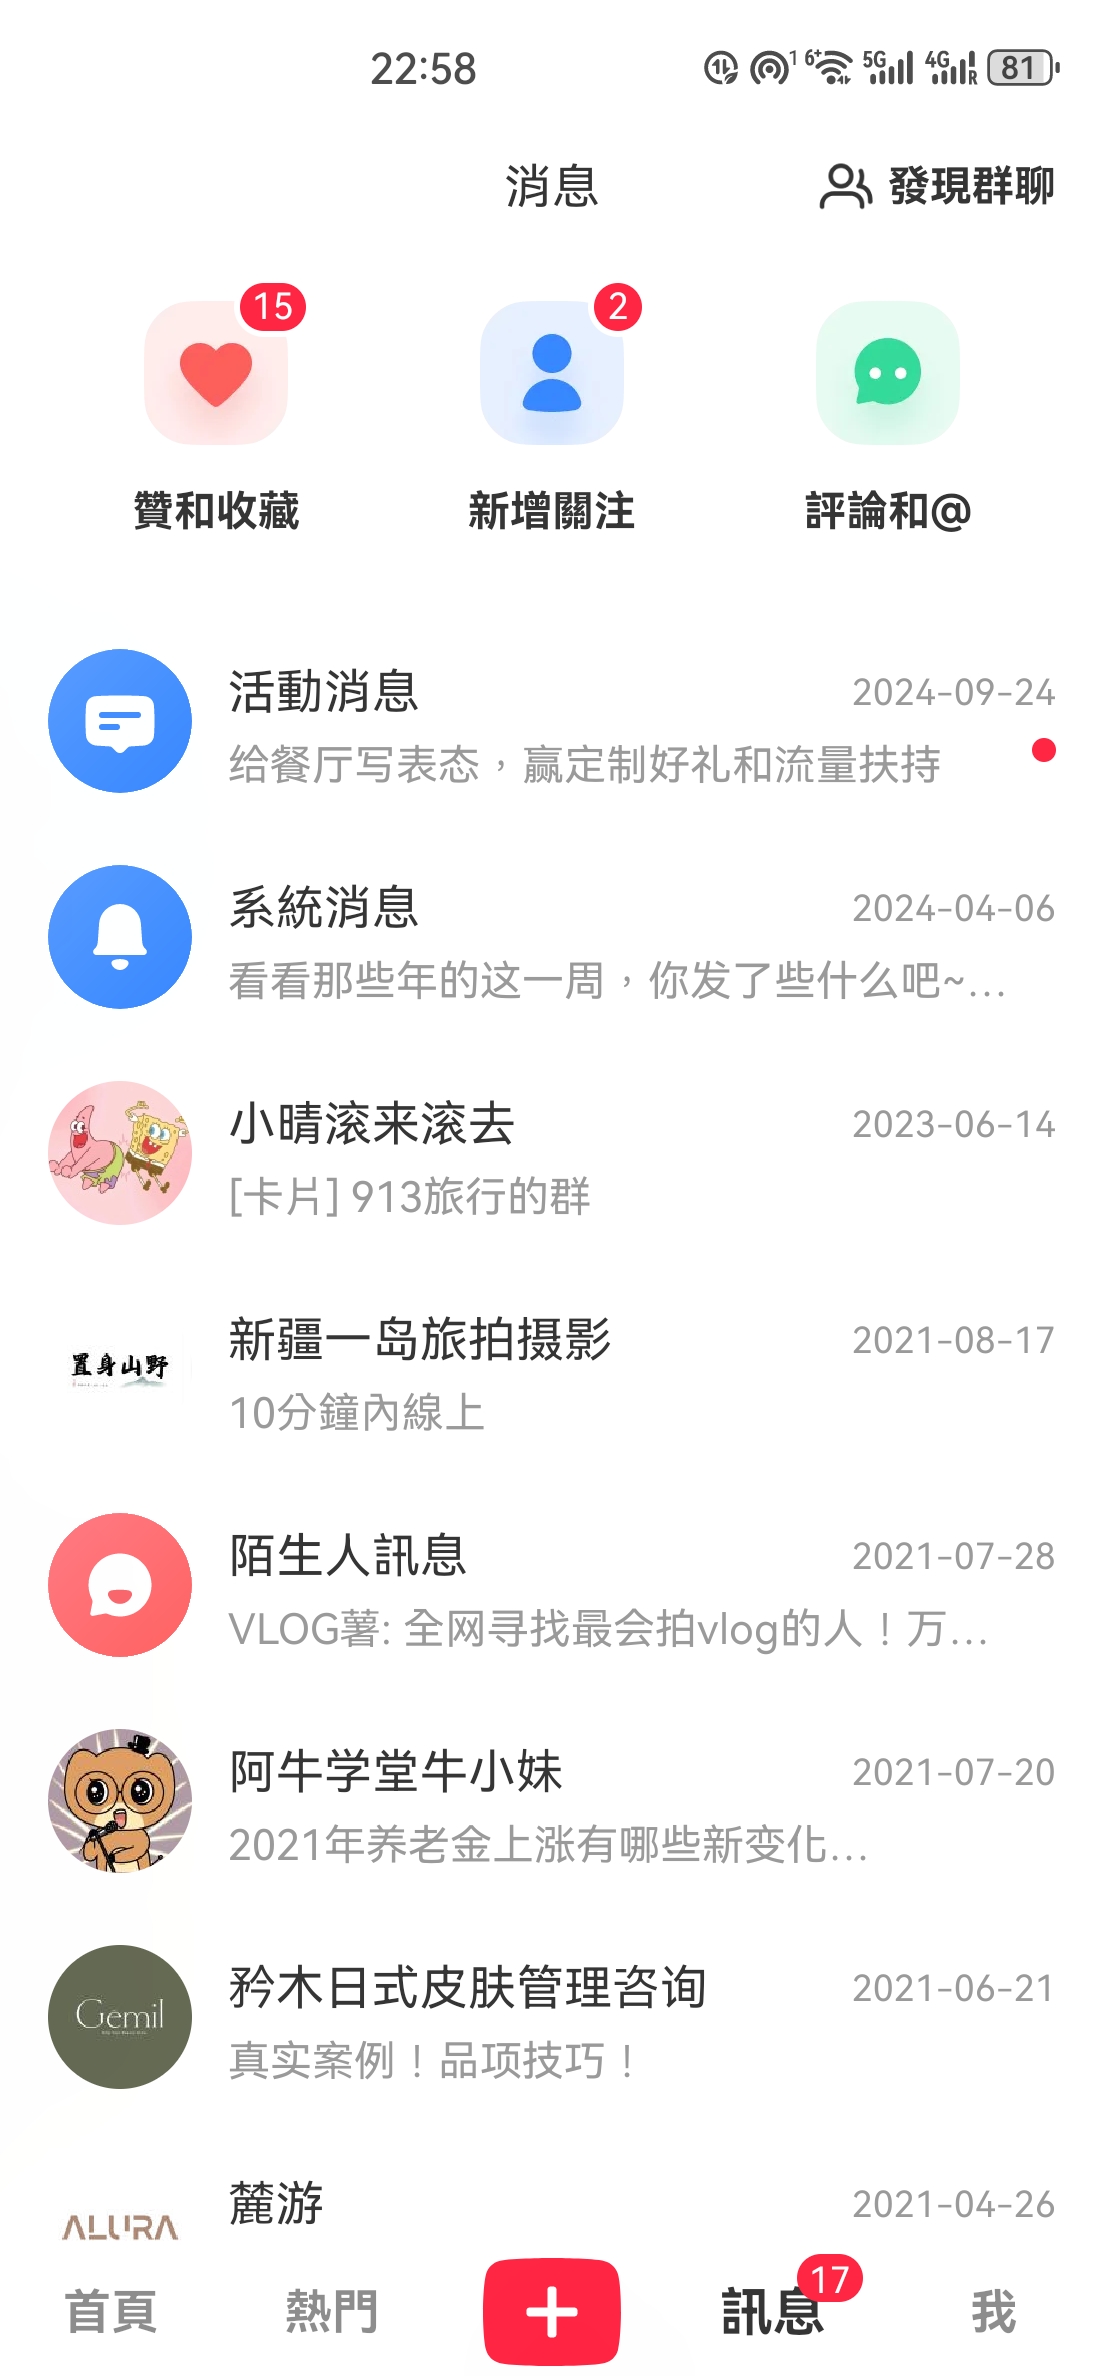 22:58
1 6+ 5G 4G R 81
消息
發現群聊
15
2
贊和收藏
新增關注
評論和@
活動消息
2024-09-24
给餐厅写表态，赢定制好礼和流量扶持
系統消息
2024-04-06
看看那些年的这一周，你发了些什么吧~...
小晴滚来滚去
2023-06-14
[卡片] 913旅行的群
置身山野
新疆一岛旅拍摄影
2021-08-17
10分鐘內線上
陌生人訊息
2021-07-28
VLOG薯: 全网寻找最会拍vlog的人！万...
阿牛学堂牛小妹
2021-07-20
2021年养老金上涨有哪些新变化...
Gemil
矜木日式皮肤管理咨询
2021-06-21
真实案例！品项技巧！
ALURA
麓游
2021-04-26
首頁
熱門
訊息
17
我